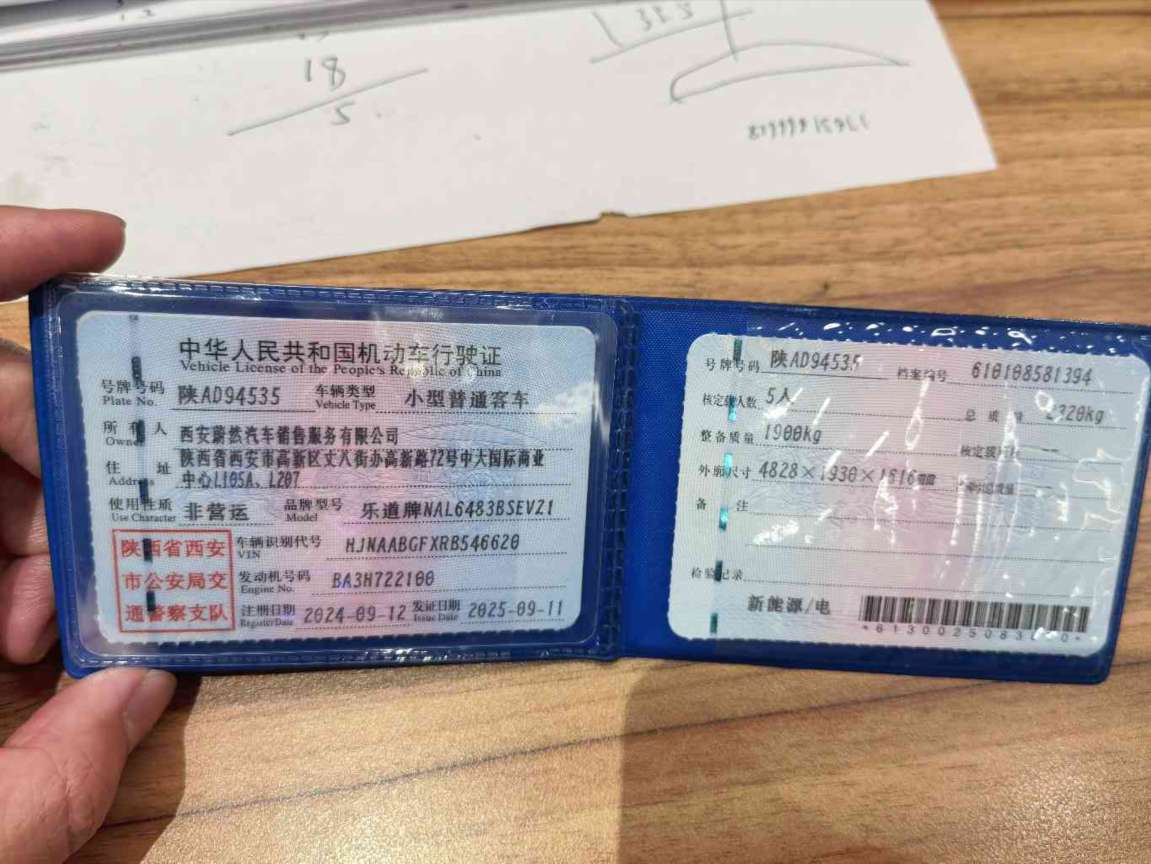 18
5
中华人民共和国机动车行驶证
Vehicle License of the People's Republic of China
号牌号码 陕AD94535 车辆类型 小型普通客车
Plate No. Vehicle Type
所有人 西安蔚然汽车销售服务有限公司
Owner
住址 陕西省西安市高新区丈八街办高新路72号中大国际商业
Address 中心L105A、L207
使用性质 非营运 品牌型号 乐道牌NAL6483BSEVZ1
Use Character Model
陕西省西安
市公安局交
通警察支队
车辆识别代号 HJNAABGFXRB546620
VIN
发动机号码 BA3H722100
Engine No.
注册日期 2024-09-12 发证日期 2025-09-11
Register Date Issue Date
号牌号码 陕AD94535 档案编号 610108581394
核定载人数 5人 总质量 2320kg
整备质量 1900kg 核定载质量
外廓尺寸 4828×1930×1616mm
备注
检验记录
新能源/电